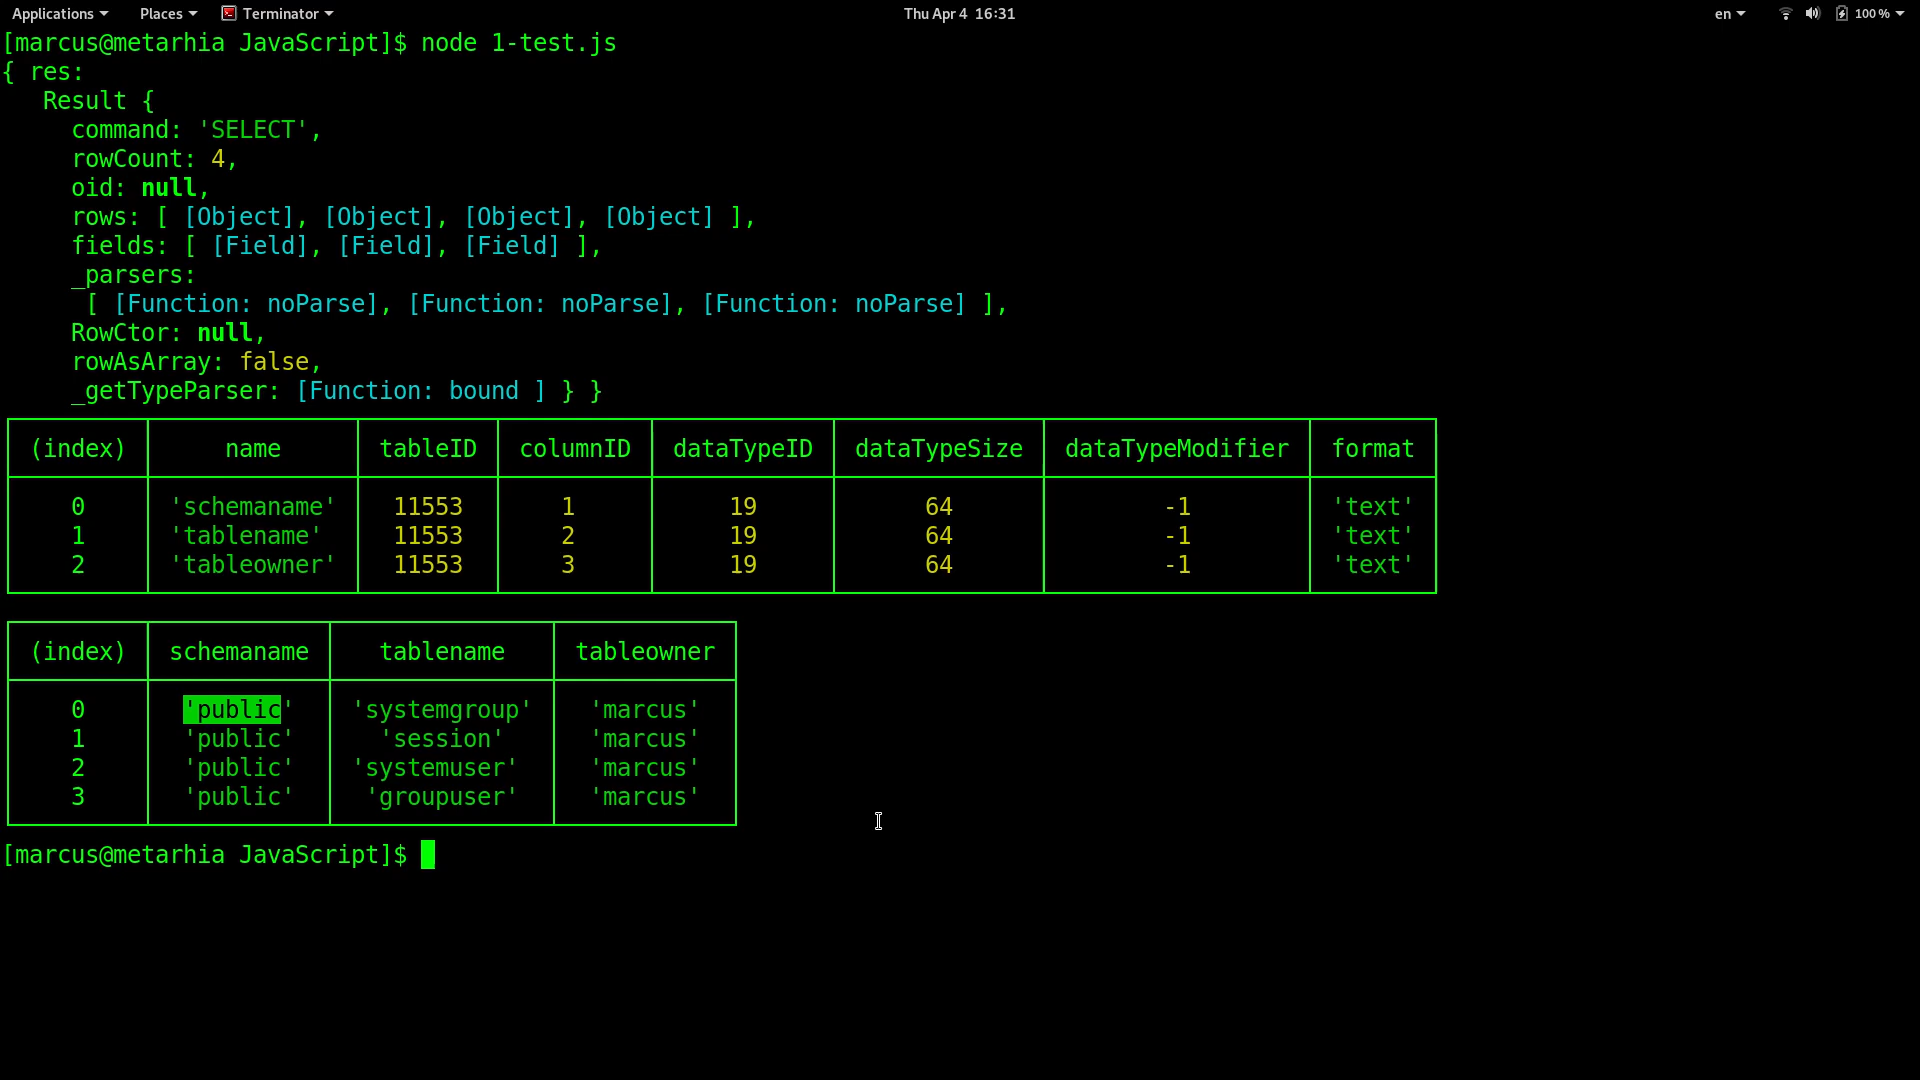 Applications Places Terminator Thu Apr 4 16:31 en 100 %
[marcus@metarhia JavaScript]$ node 1-test.js
{ res:
   Result {
     command: 'SELECT',
     rowCount: 4,
     oid: null,
     rows: [ [Object], [Object], [Object], [Object] ],
     fields: [ [Field], [Field], [Field] ],
     _parsers:
      [ [Function: noParse], [Function: noParse], [Function: noParse] ],
     RowCtor: null,
     rowAsArray: false,
     _getTypeParser: [Function: bound ] } }
(index) name tableID columnID dataTypeID dataTypeSize dataTypeModifier format
0 'schemaname' 11553 1 19 64 -1 'text'
1 'tablename' 11553 2 19 64 -1 'text'
2 'tableowner' 11553 3 19 64 -1 'text'
(index) schemaname tablename tableowner
0 'public' 'systemgroup' 'marcus'
1 'public' 'session' 'marcus'
2 'public' 'systemuser' 'marcus'
3 'public' 'groupuser' 'marcus'
[marcus@metarhia JavaScript]$